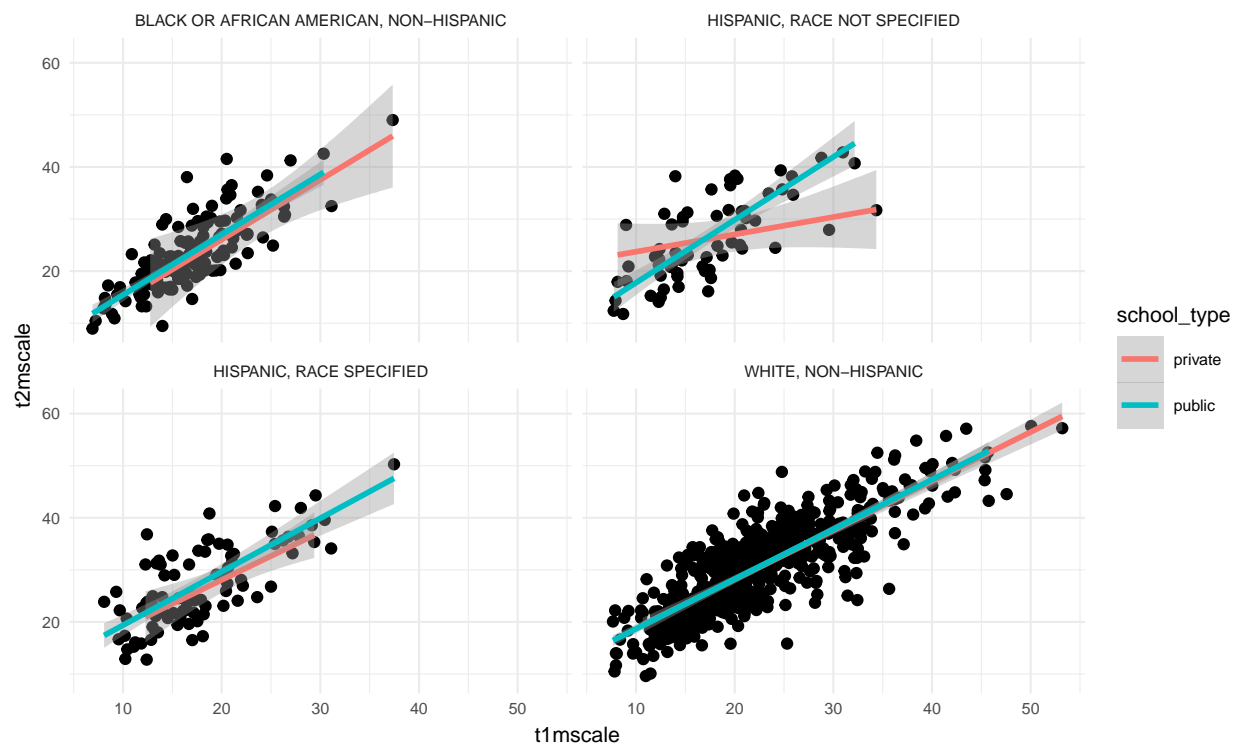 BLACK OR AFRICAN AMERICAN, NON−HISPANIC
HISPANIC, RACE NOT SPECIFIED
60
40
20
HISPANIC, RACE SPECIFIED
WHITE, NON−HISPANIC
60
40
20
10 20 30 40 50
10 20 30 40 50
t1mscale
t2mscale
school_type
private
public